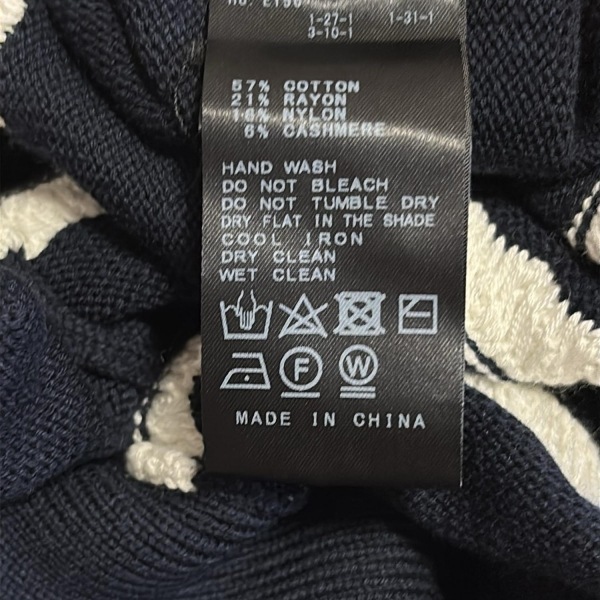 No. E190
1-27-1
1-31-1
3-10-1
57% COTTON
21% RAYON
16% NYLON
6% CASHMERE
HAND WASH
DO NOT BLEACH
DO NOT TUMBLE DRY
DRY FLAT IN THE SHADE
COOL IRON
DRY CLEAN
WET CLEAN
F
W
MADE IN CHINA